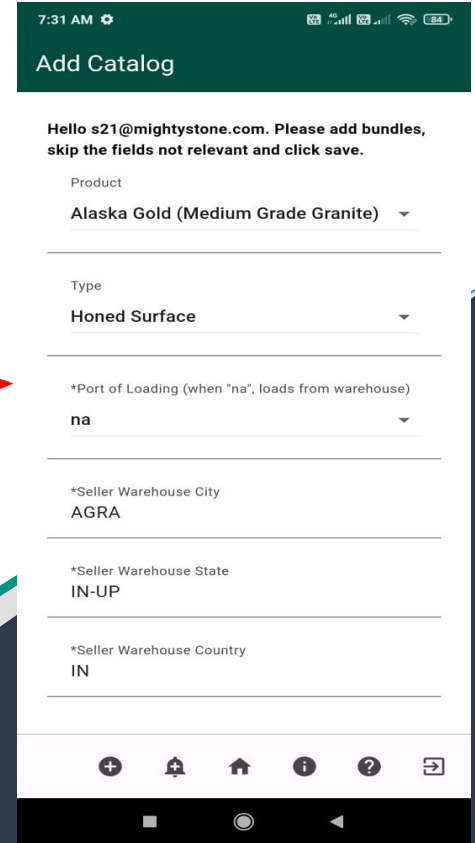 7:31 AM
4G
84
Add Catalog
Hello s21@mightystone.com. Please add bundles,
skip the fields not relevant and click save.
Product
Alaska Gold (Medium Grade Granite)
Type
Honed Surface
*Port of Loading (when "na", loads from warehouse)
na
*Seller Warehouse City
AGRA
*Seller Warehouse State
IN-UP
*Seller Warehouse Country
IN